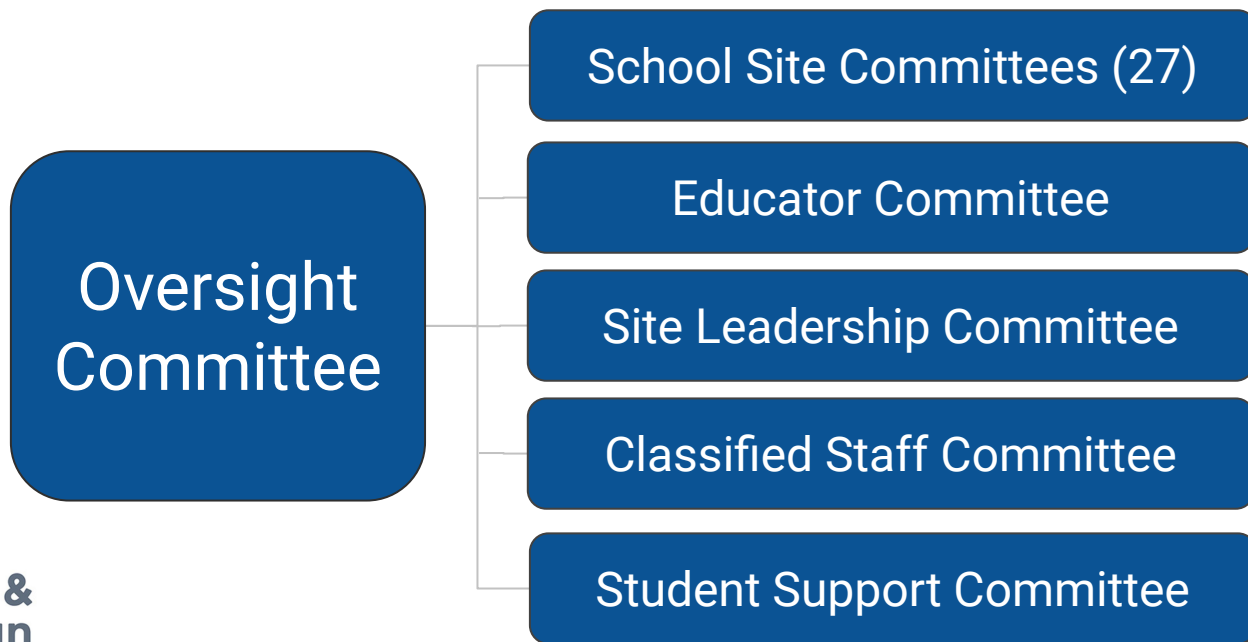 Oversight
Committee
School Site Committees (27)
Educator Committee
Site Leadership Committee
Classified Staff Committee
Student Support Committee
&